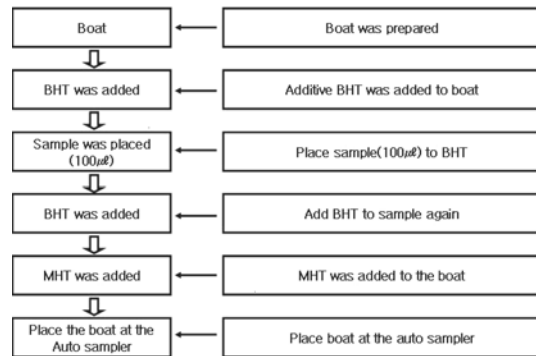 Boat
Boat was prepared
BHT was added
Additive BHT was added to boat
Sample was placed
(100㎕)
Place sample(100㎕) to BHT
BHT was added
Add BHT to sample again
MHT was added
MHT was added to the boat
Place the boat at the
Auto sampler
Place boat at the auto sampler